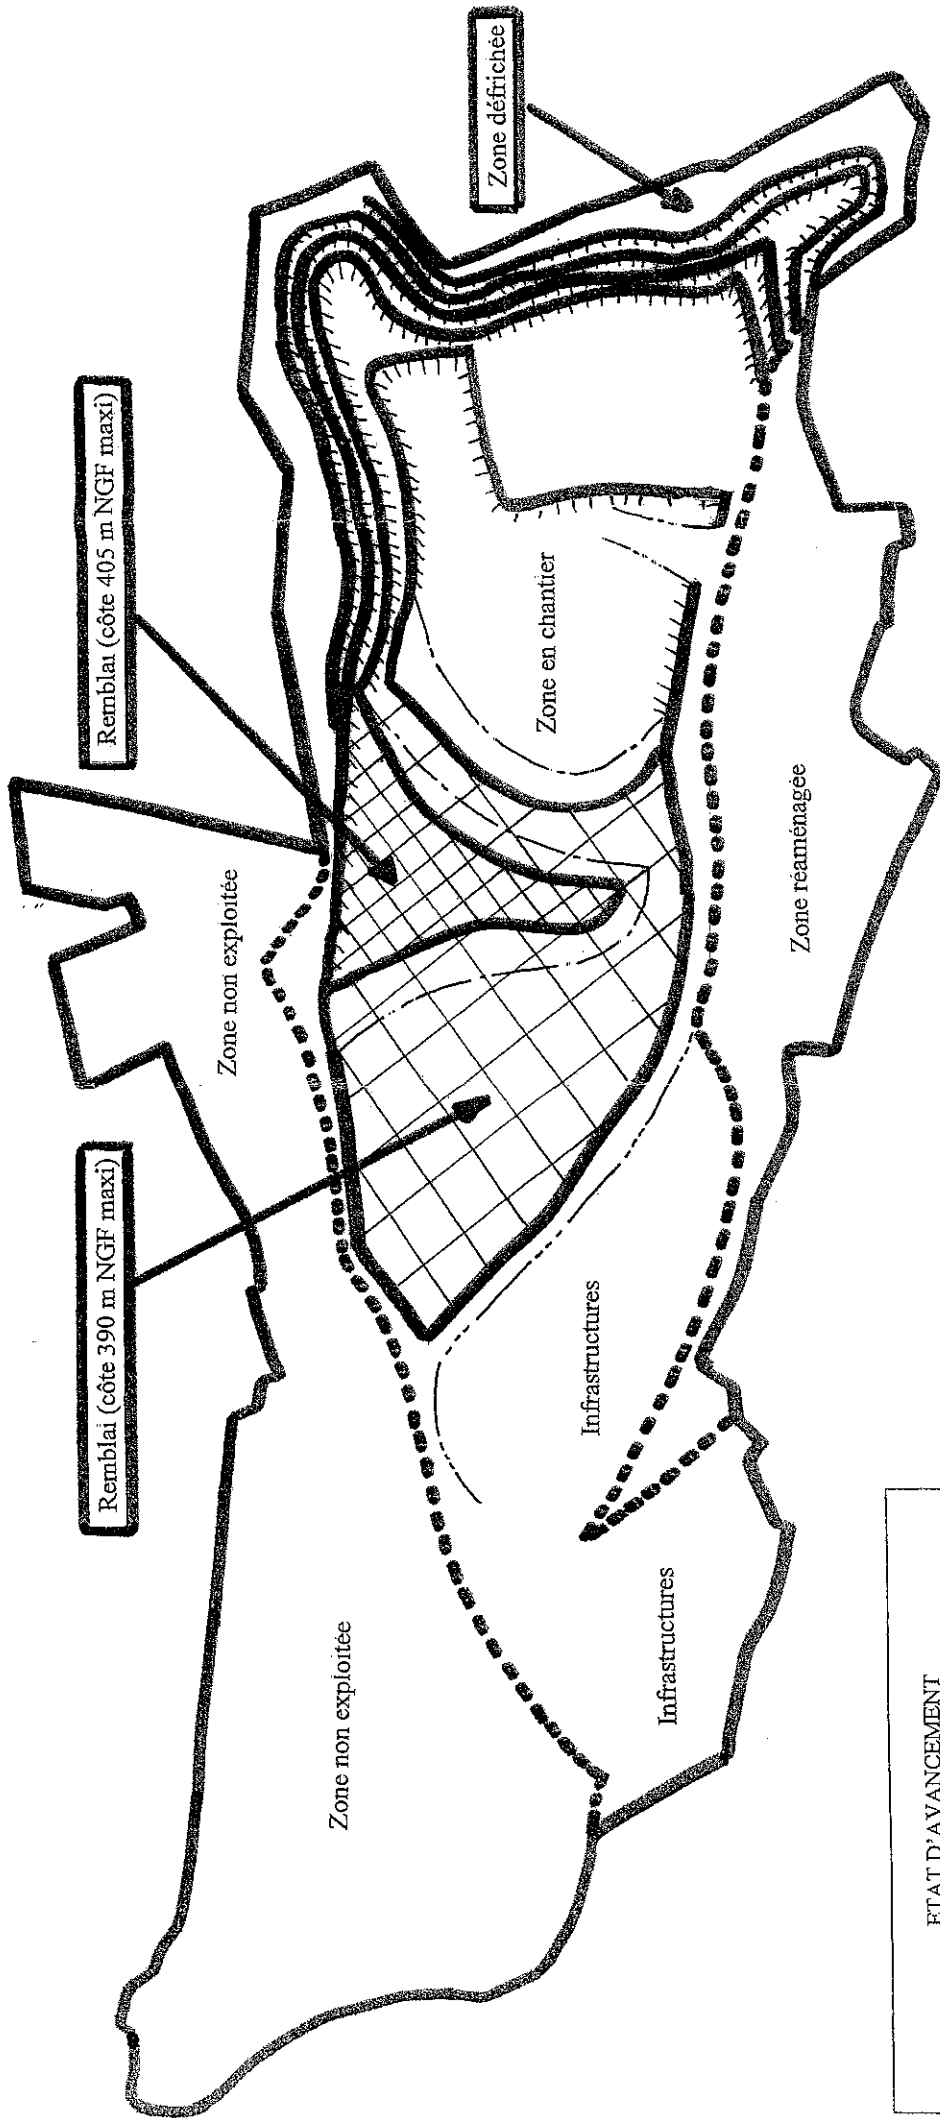 Zone défrichée
Remblai (côte 405 m NGF maxi)
Remblai (côte 390 m NGF maxi)
Zone non exploitée
Zone en chantier
Zone non exploitée
Infrastructures
Zone réaménagée
Infrastructures
ETAT D'AVANCEMENT